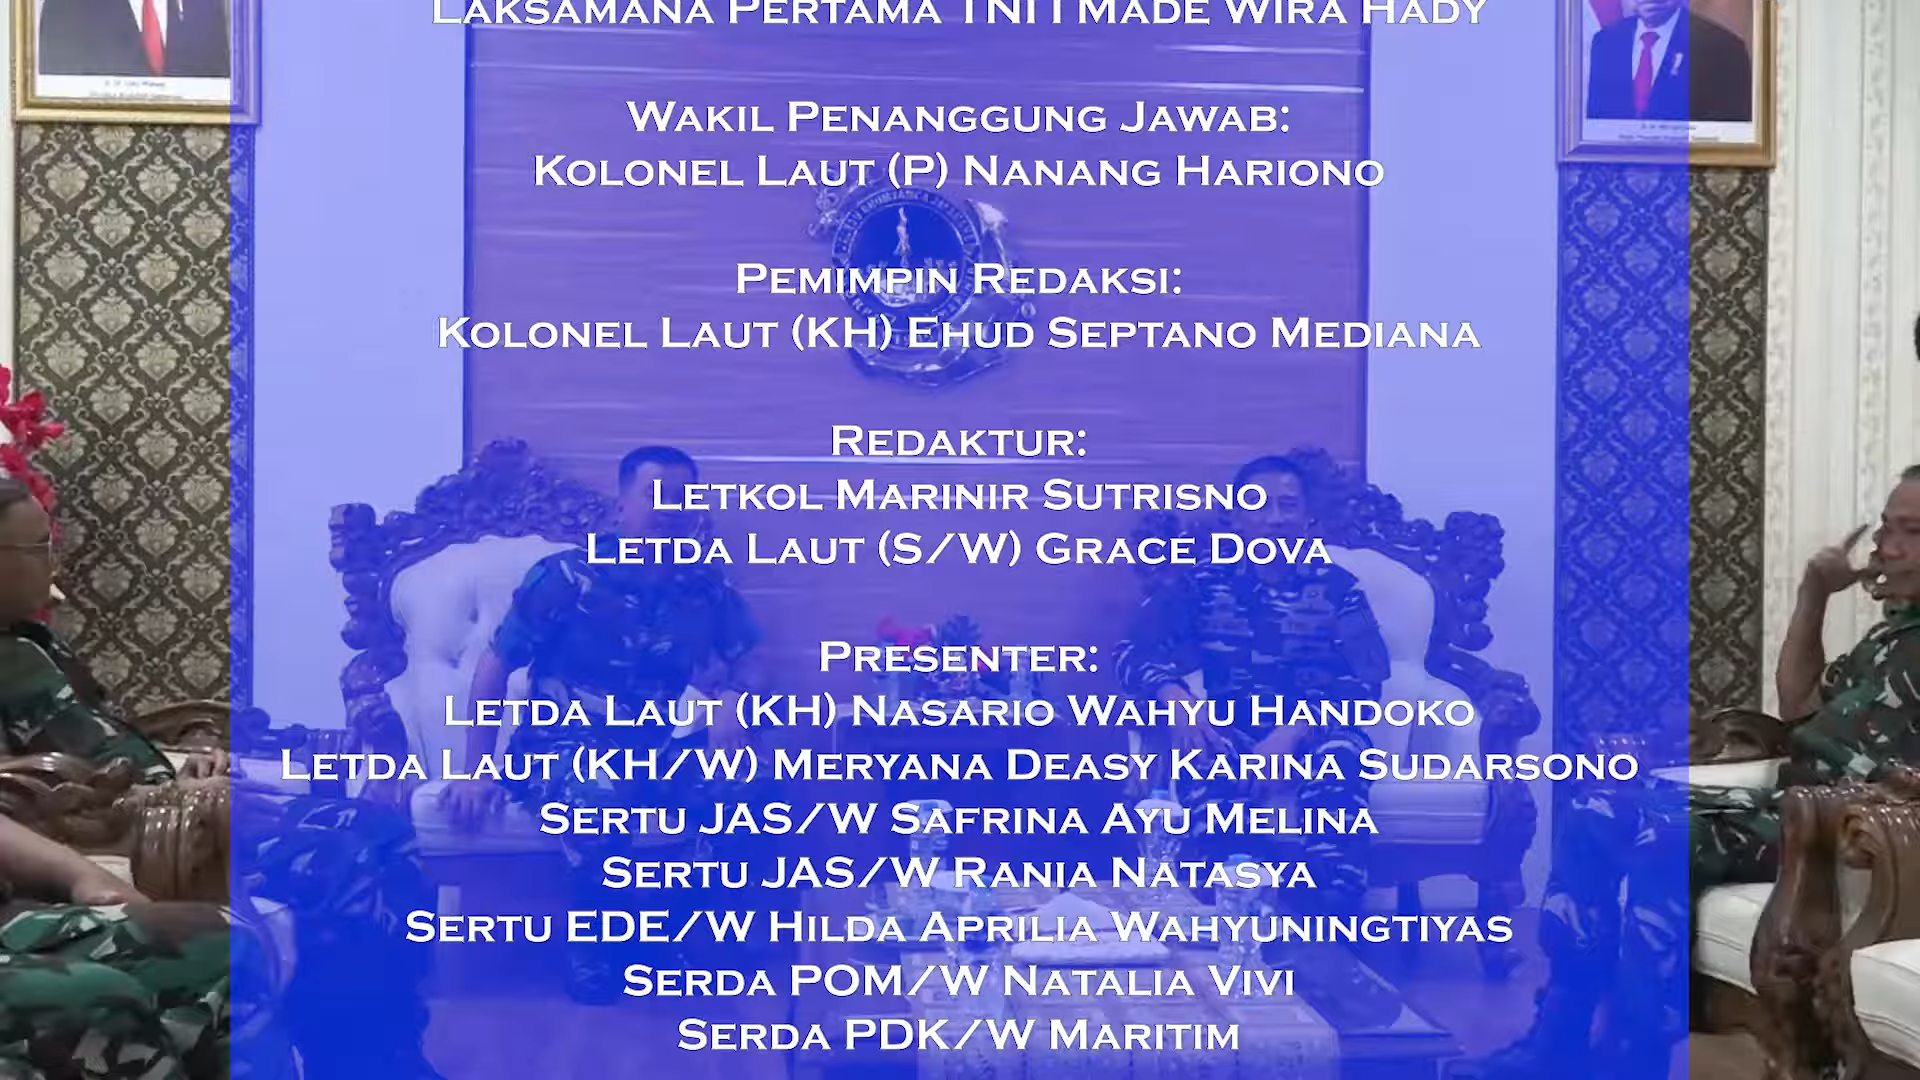 LAKSAMANA PERTAMA TNI I MADE WIRA HADY
WAKIL PENANGGUNG JAWAB:
KOLONEL LAUT (P) NANANG HARIONO
PEMIMPIN REDAKSI:
KOLONEL LAUT (KH) EHUD SEPTANO MEDIANA
REDAKTUR:
LETKOL MARINIR SUTRISNO
LETDA LAUT (S/W) GRACE DOVA
PRESENTER:
LETDA LAUT (KH) NASARIO WAHYU HANDOKO
LETDA LAUT (KH/W) MERYANA DEASY KARINA SUDARSONO
SERTU JAS/W SAFRINA AYU MELINA
SERTU JAS/W RANIA NATASYA
SERTU EDE/W HILDA APRILIA WAHYUNINGTIYAS
SERDA POM/W NATALIA VIVI
SERDA PDK/W MARITIM